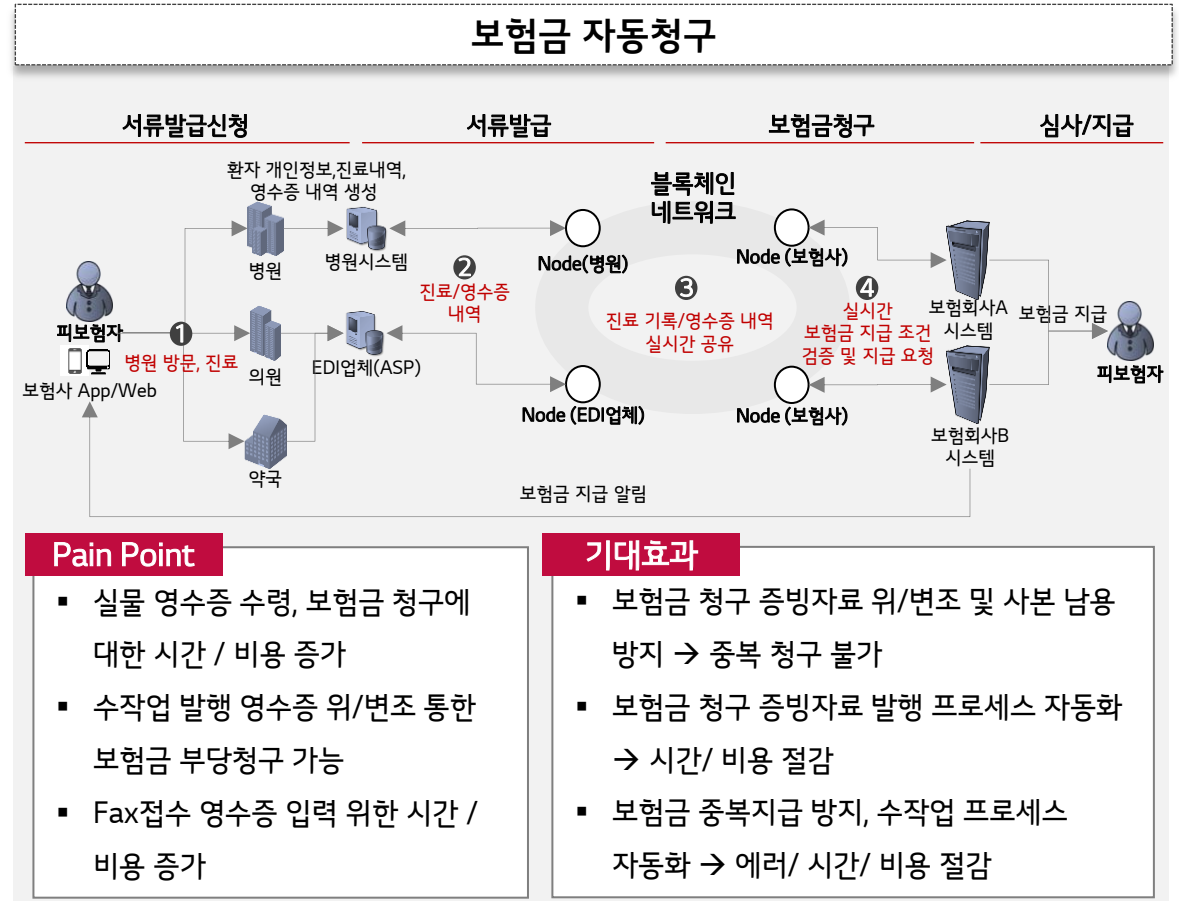 보험금 자동청구
서류발급신청
서류발급
보험금청구
심사/지급
환자 개인정보,진료내역,
영수증 내역 생성
병원
병원시스템
피보험자
보험사 App/Web
❶
병원 방문, 진료
의원
EDI업체(ASP)
약국
❷
진료/영수증
내역
블록체인
네트워크
Node(병원)
Node (EDI업체)
❸
진료 기록/영수증 내역
실시간 공유
Node (보험사)
❹
실시간
보험금 지급 조건
검증 및 지급 요청
Node (보험사)
보험회사A
시스템
보험회사B
시스템
보험금 지급
피보험자
보험금 지급 알림
Pain Point
▪ 실물 영수증 수령, 보험금 청구에
대한 시간 / 비용 증가
▪ 수작업 발행 영수증 위/변조 통한
보험금 부당청구 가능
▪ Fax접수 영수증 입력 위한 시간 /
비용 증가
기대효과
▪ 보험금 청구 증빙자료 위/변조 및 사본 남용
방지 → 중복 청구 불가
▪ 보험금 청구 증빙자료 발행 프로세스 자동화
→ 시간/ 비용 절감
▪ 보험금 중복지급 방지, 수작업 프로세스
자동화 → 에러/ 시간/ 비용 절감